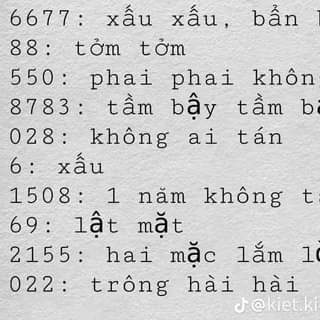 6677: xấu xấu, bẩn
88: tởm tởm
550: phai phai khôn
8783: tầm bậy tầm
028: không ai tán
6: xấu
1508: 1 năm không
69: lật mặt
2155: hai mặc lắm
022: trông hài hài
@kiet.ki